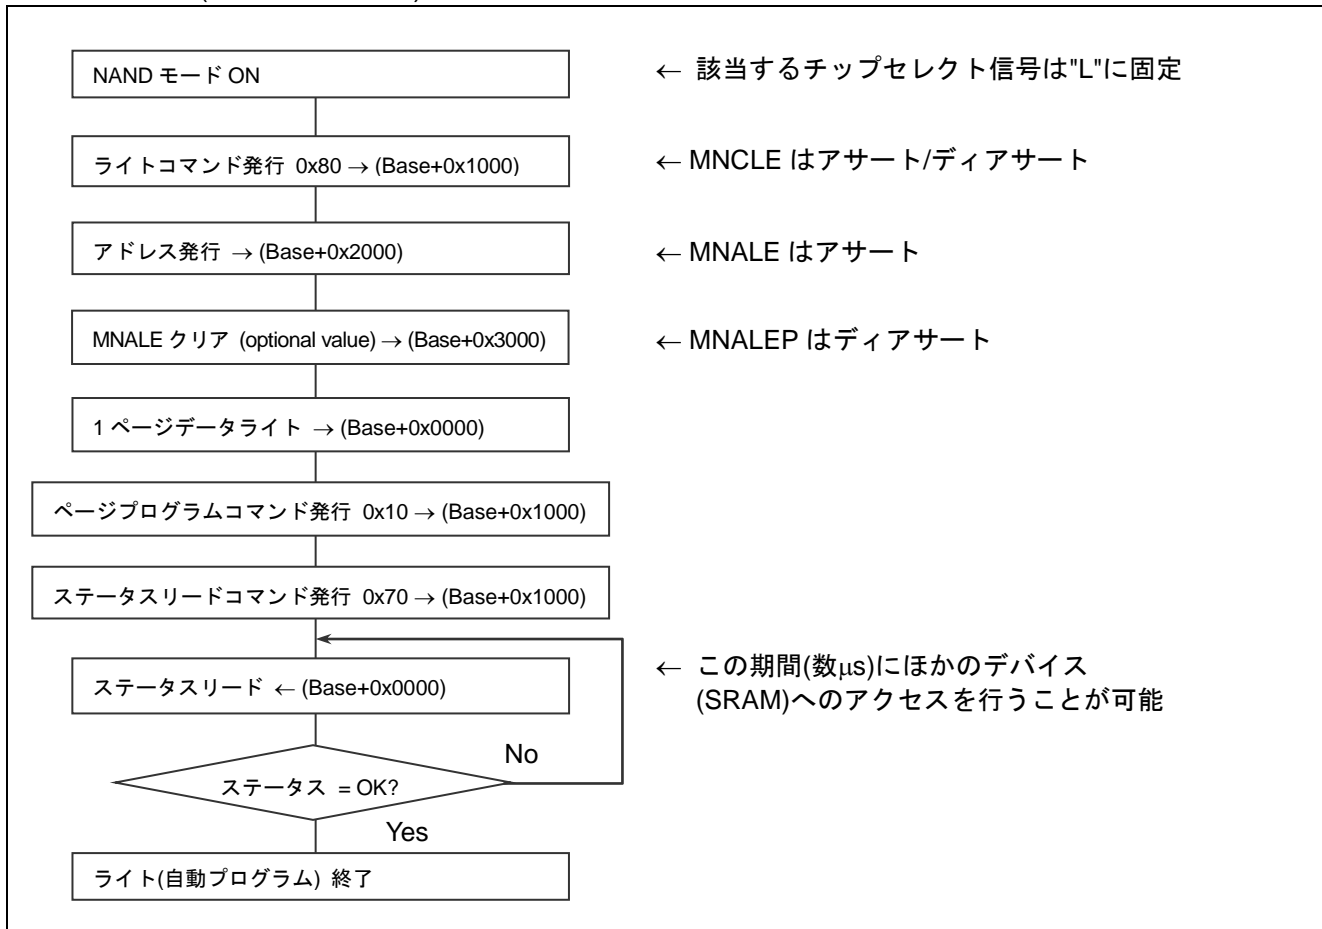 NAND モード ON
← 該当するチップセレクト信号は"L"に固定
ライトコマンド発行 0x80 → (Base+0x1000)
← MNCLE はアサート/ディアサート
アドレス発行 → (Base+0x2000)
← MNALE はアサート
MNALE クリア (optional value) → (Base+0x3000)
← MNALEP はディアサート
1 ページデータライト → (Base+0x0000)
ページプログラムコマンド発行 0x10 → (Base+0x1000)
ステータスリードコマンド発行 0x70 → (Base+0x1000)
ステータスリード ← (Base+0x0000)
← この期間(数μs)にほかのデバイス
(SRAM)へのアクセスを行うことが可能
No
ステータス = OK?
Yes
ライト(自動プログラム) 終了